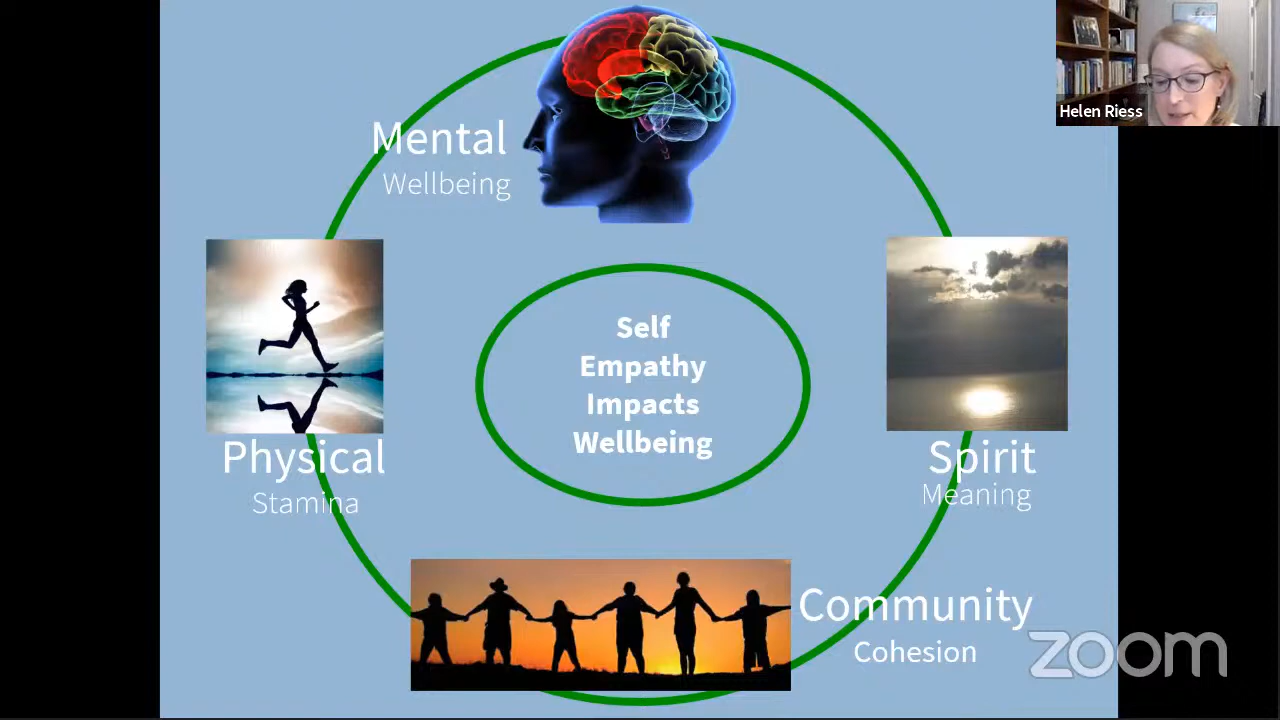 Helen Riess
Mental
Wellbeing
Self
Empathy
Impacts
Wellbeing
Physical
Stamina
Spirit
Meaning
Community
Cohesion
zoom